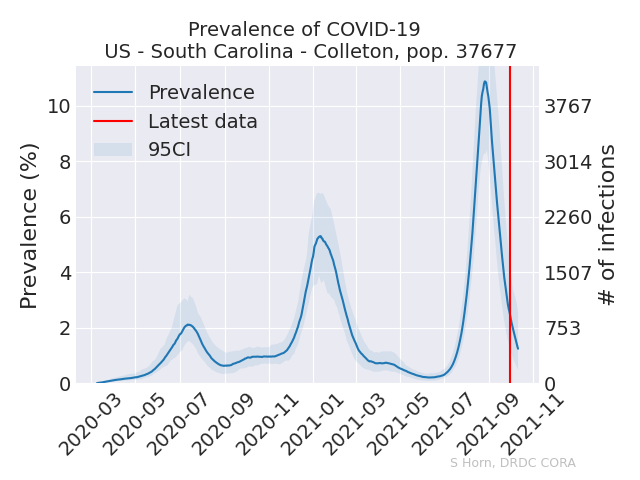 Prevalence of COVID-19
US - South Carolina - Colleton, pop. 37677
Prevalence
Latest data
95CI
Prevalence (%)
10
8
6
4
2
0
3767
3014
2260
1507
753
0
# of infections
2020-03
2020-05
2020-07
2020-09
2020-11
2021-01
2021-03
2021-05
2021-07
2021-09
2021-11
S Horn, DRDC CORA